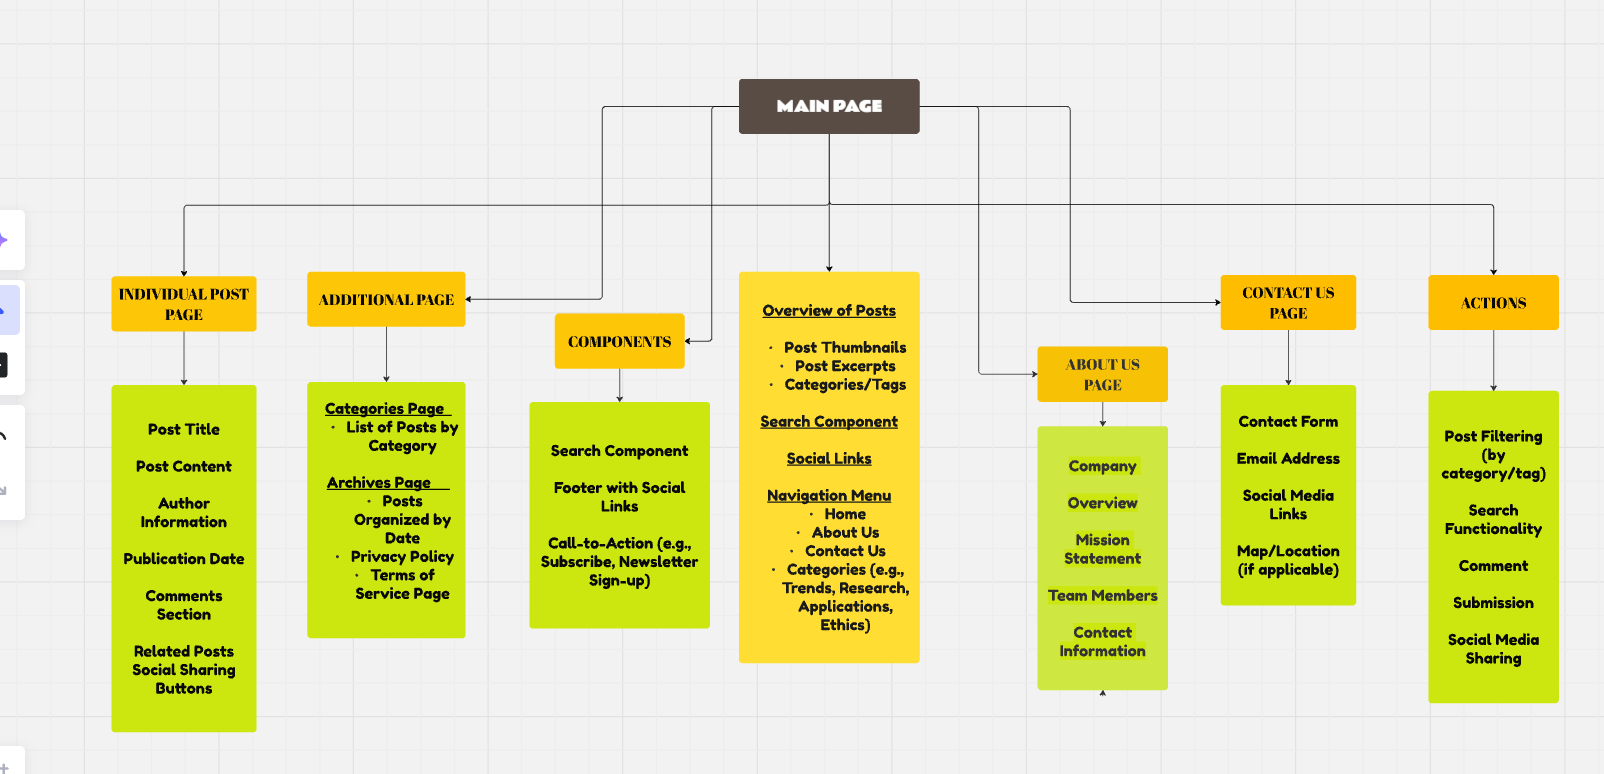 MAIN PAGE
INDIVIDUAL POST
PAGE
Post Title
Post Content
Author
Information
Publication Date
Comments
Section
Related Posts
Social Sharing
Buttons
ADDITIONAL PAGE
Categories Page
· List of Posts by
Category
Archives Page
· Posts
Organized by
Date
· Privacy Policy
· Terms of
Service Page
COMPONENTS
Search Component
Footer with Social
Links
Call-to-Action (e.g.,
Subscribe, Newsletter
Sign-up)
Overview of Posts
· Post Thumbnails
· Post Excerpts
· Categories/Tags
Search Component
Social Links
Navigation Menu
· Home
· About Us
· Contact Us
· Categories (e.g.,
Trends, Research,
Applications,
Ethics)
ABOUT US
PAGE
Company
Overview
Mission
Statement
Team Members
Contact
Information
CONTACT US
PAGE
Contact Form
Email Address
Social Media
Links
Map/Location
(if applicable)
ACTIONS
Post Filtering
(by
category/tag)
Search
Functionality
Comment
Submission
Social Media
Sharing